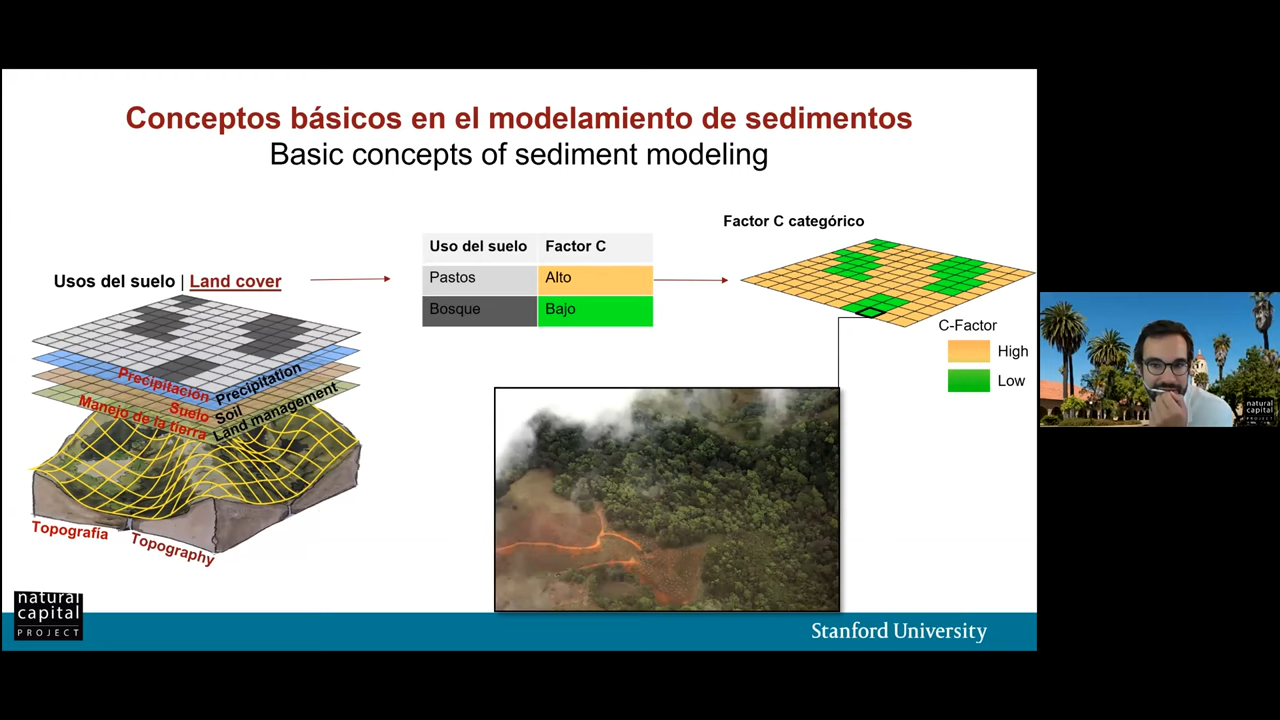 Conceptos básicos en el modelamiento de sedimentos
Basic concepts of sediment modeling
Usos del suelo | Land cover
Precipitación Precipitation
Suelo Soil
Manejo de la tierra Land management
Topografía Topography
Uso del suelo Factor C
Pastos Alto
Bosque Bajo
Factor C categórico
C-Factor
High
Low
natural
capital
PROJECT
Stanford University
natural
capital
PROJECT